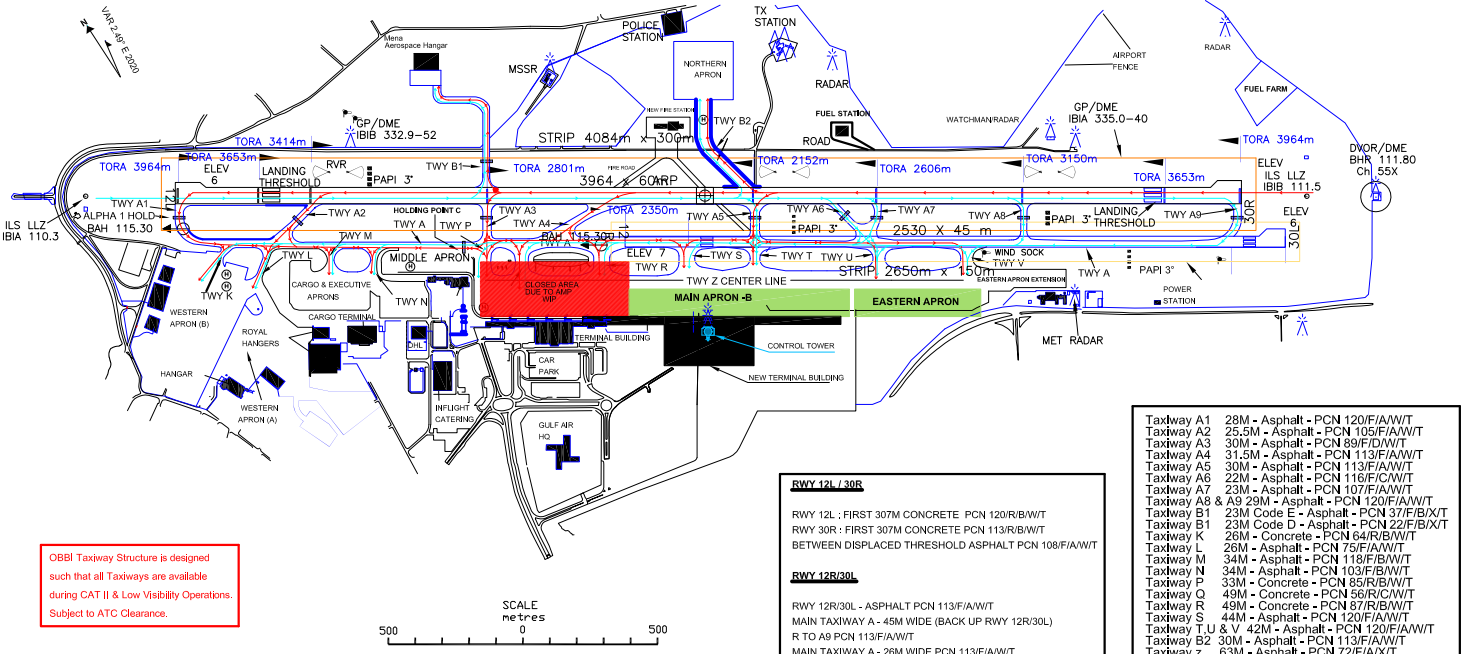 N
VAR 2.49° E 2020
Mena
Aerospace Hangar
POLICE
STATION
TX
STATION
MSSR
NORTHERN
APRON
RADAR
RADAR
AIRPORT
FENCE
FUEL FARM
NEW FIRE STATION
FUEL STATION
ROAD
WATCHMAN/RADAR
GP/DME
IBIB 332.9-52
GP/DME
IBIA 335.0-40
STRIP 4084m x 300m
TWY B2
TORA 3964m
TORA 3653m
TORA 3414m
TORA 2801m
TORA 2152m
TORA 2606m
TORA 3150m
TORA 3653m
TORA 3964m
DVOR/DME
BHR 111.80
Ch 55X
ELEV
6
LANDING
THRESHOLD
RVR
PAPI 3°
TWY B1
FIRE ROAD
3964 x 60
ARP
ELEV
ILS LLZ
IBIB 111.5
ILS LLZ
IBIA 110.3
TWY A1
ALPHA 1 HOLD
BAH 115.30
TWY A2
HOLDING POINT C
TWY A
TWY P
TWY A3
TWY A4
TORA 2350m
TWY A5
TWY A6
PAPI 3°
TWY A7
2530 X 45 m
TWY A8
PAPI 3°
LANDING
THRESHOLD
TWY A9
30R
ELEV
6
30L
TWY M
TWY L
MIDDLE APRON
BAH 115.30
TWY A
12
R
ELEV 7
TWY R
TWY S
TWY T
TWY U
STRIP 2650m x 150m
WIND SOCK
TWY V
TWY A
PAPI 3°
TWY K
CARGO & EXECUTIVE
APRONS
TWY N
CLOSED AREA
DUE TO AMP
WIP
TWY Z CENTER LINE
MAIN APRON -B
EASTERN APRON
EASTERN APRON EXTENSION
POWER
STATION
WESTERN
APRON (B)
ROYAL
HANGERS
CARGO TERMINAL
DHL
TERMINAL BUILDING
CONTROL TOWER
MET RADAR
HANGAR
WESTERN
APRON (A)
INFLIGHT
CATERING
CAR
PARK
NEW TERMINAL BUILDING
GULF AIR
HQ
OBBI Taxiway Structure is designed
such that all Taxiways are available
during CAT II & Low Visibility Operations.
Subject to ATC Clearance.
SCALE
metres
500 0 500
RWY 12L / 30R
RWY 12L : FIRST 307M CONCRETE PCN 120/R/B/W/T
RWY 30R : FIRST 307M CONCRETE PCN 113/R/B/W/T
BETWEEN DISPLACED THRESHOLD ASPHALT PCN 108/F/A/W/T
RWY 12R/30L
RWY 12R/30L - ASPHALT PCN 113/F/A/W/T
MAIN TAXIWAY A - 45M WIDE (BACK UP RWY 12R/30L)
R TO A9 PCN 113/F/A/W/T
MAIN TAXIWAY A - 26M WIDE PCN 113/F/A/W/T
Taxiway A1 28M - Asphalt - PCN 120/F/A/W/T
Taxiway A2 25.5M - Asphalt - PCN 105/F/A/W/T
Taxiway A3 30M - Asphalt - PCN 89/F/D/W/T
Taxiway A4 31.5M - Asphalt - PCN 113/F/A/W/T
Taxiway A5 30M - Asphalt - PCN 113/F/A/W/T
Taxiway A6 22M - Asphalt - PCN 116/F/C/W/T
Taxiway A7 23M - Asphalt - PCN 107/F/A/W/T
Taxiway A8 & A9 29M - Asphalt - PCN 120/F/A/W/T
Taxiway B1 23M Code E - Asphalt - PCN 37/F/B/X/T
Taxiway B1 23M Code D - Asphalt - PCN 22/F/B/X/T
Taxiway K 26M - Concrete - PCN 64/R/B/W/T
Taxiway L 26M - Asphalt - PCN 75/F/A/W/T
Taxiway M 34M - Asphalt - PCN 118/F/B/W/T
Taxiway N 34M - Asphalt - PCN 103/F/B/W/T
Taxiway P 33M - Concrete - PCN 85/R/B/W/T
Taxiway Q 49M - Concrete - PCN 56/R/C/W/T
Taxiway R 49M - Concrete - PCN 87/R/B/W/T
Taxiway S 44M - Asphalt - PCN 120/F/A/W/T
Taxiway T,U & V 42M - Asphalt - PCN 120/F/A/W/T
Taxiway B2 30M - Asphalt - PCN 113/F/A/W/T
Taxiway z 63M - Asphalt - PCN 72/F/A/X/T